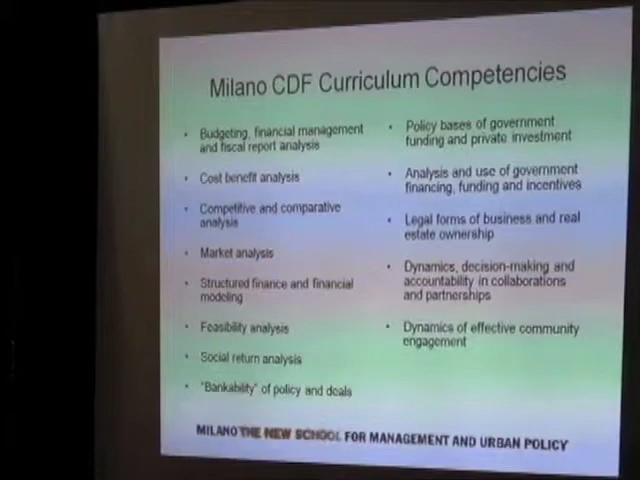 Milano CDF Curriculum Competencies
• Budgeting, financial management
and fiscal report analysis
• Cost benefit analysis
• Competitive and comparative
analysis
• Market analysis
• Structured finance and financial
modeling
• Feasibility analysis
• Social return analysis
• "Bankability" of policy and deals
• Policy bases of government
funding and private investment
• Analysis and use of government
financing, funding and incentives
• Legal forms of business and real
estate ownership
• Dynamics, decision-making and
accountability in collaborations
and partnerships
• Dynamics of effective community
engagement
MILANO THE NEW SCHOOL FOR MANAGEMENT AND URBAN POLICY